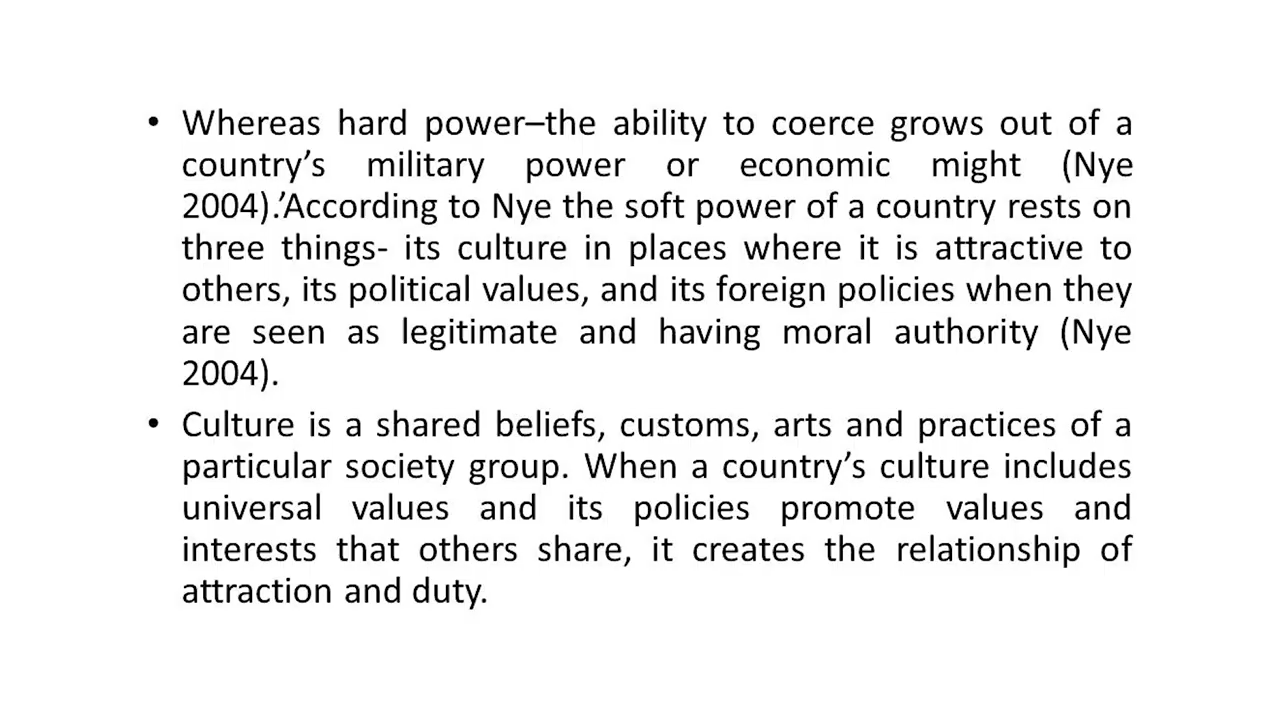 • Whereas hard power–the ability to coerce grows out of a
country’s military power or economic might (Nye
2004).’According to Nye the soft power of a country rests on
three things- its culture in places where it is attractive to
others, its political values, and its foreign policies when they
are seen as legitimate and having moral authority (Nye
2004).
• Culture is a shared beliefs, customs, arts and practices of a
particular society group. When a country’s culture includes
universal values and its policies promote values and
interests that others share, it creates the relationship of
attraction and duty.